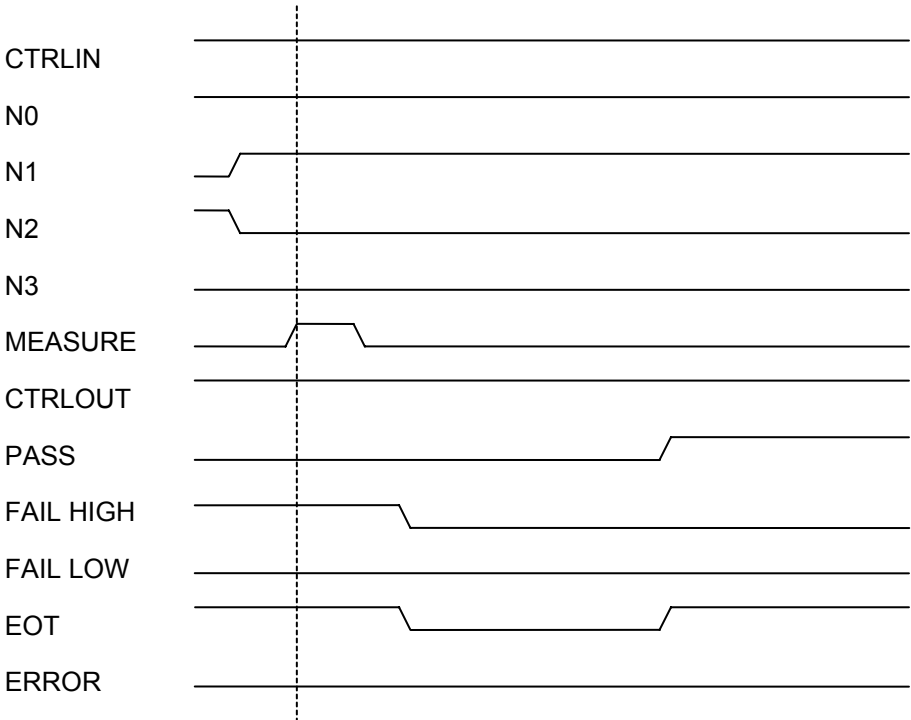 CTRLIN
N0
N1
N2
N3
MEASURE
CTRLOUT
PASS
FAIL HIGH
FAIL LOW
EOT
ERROR